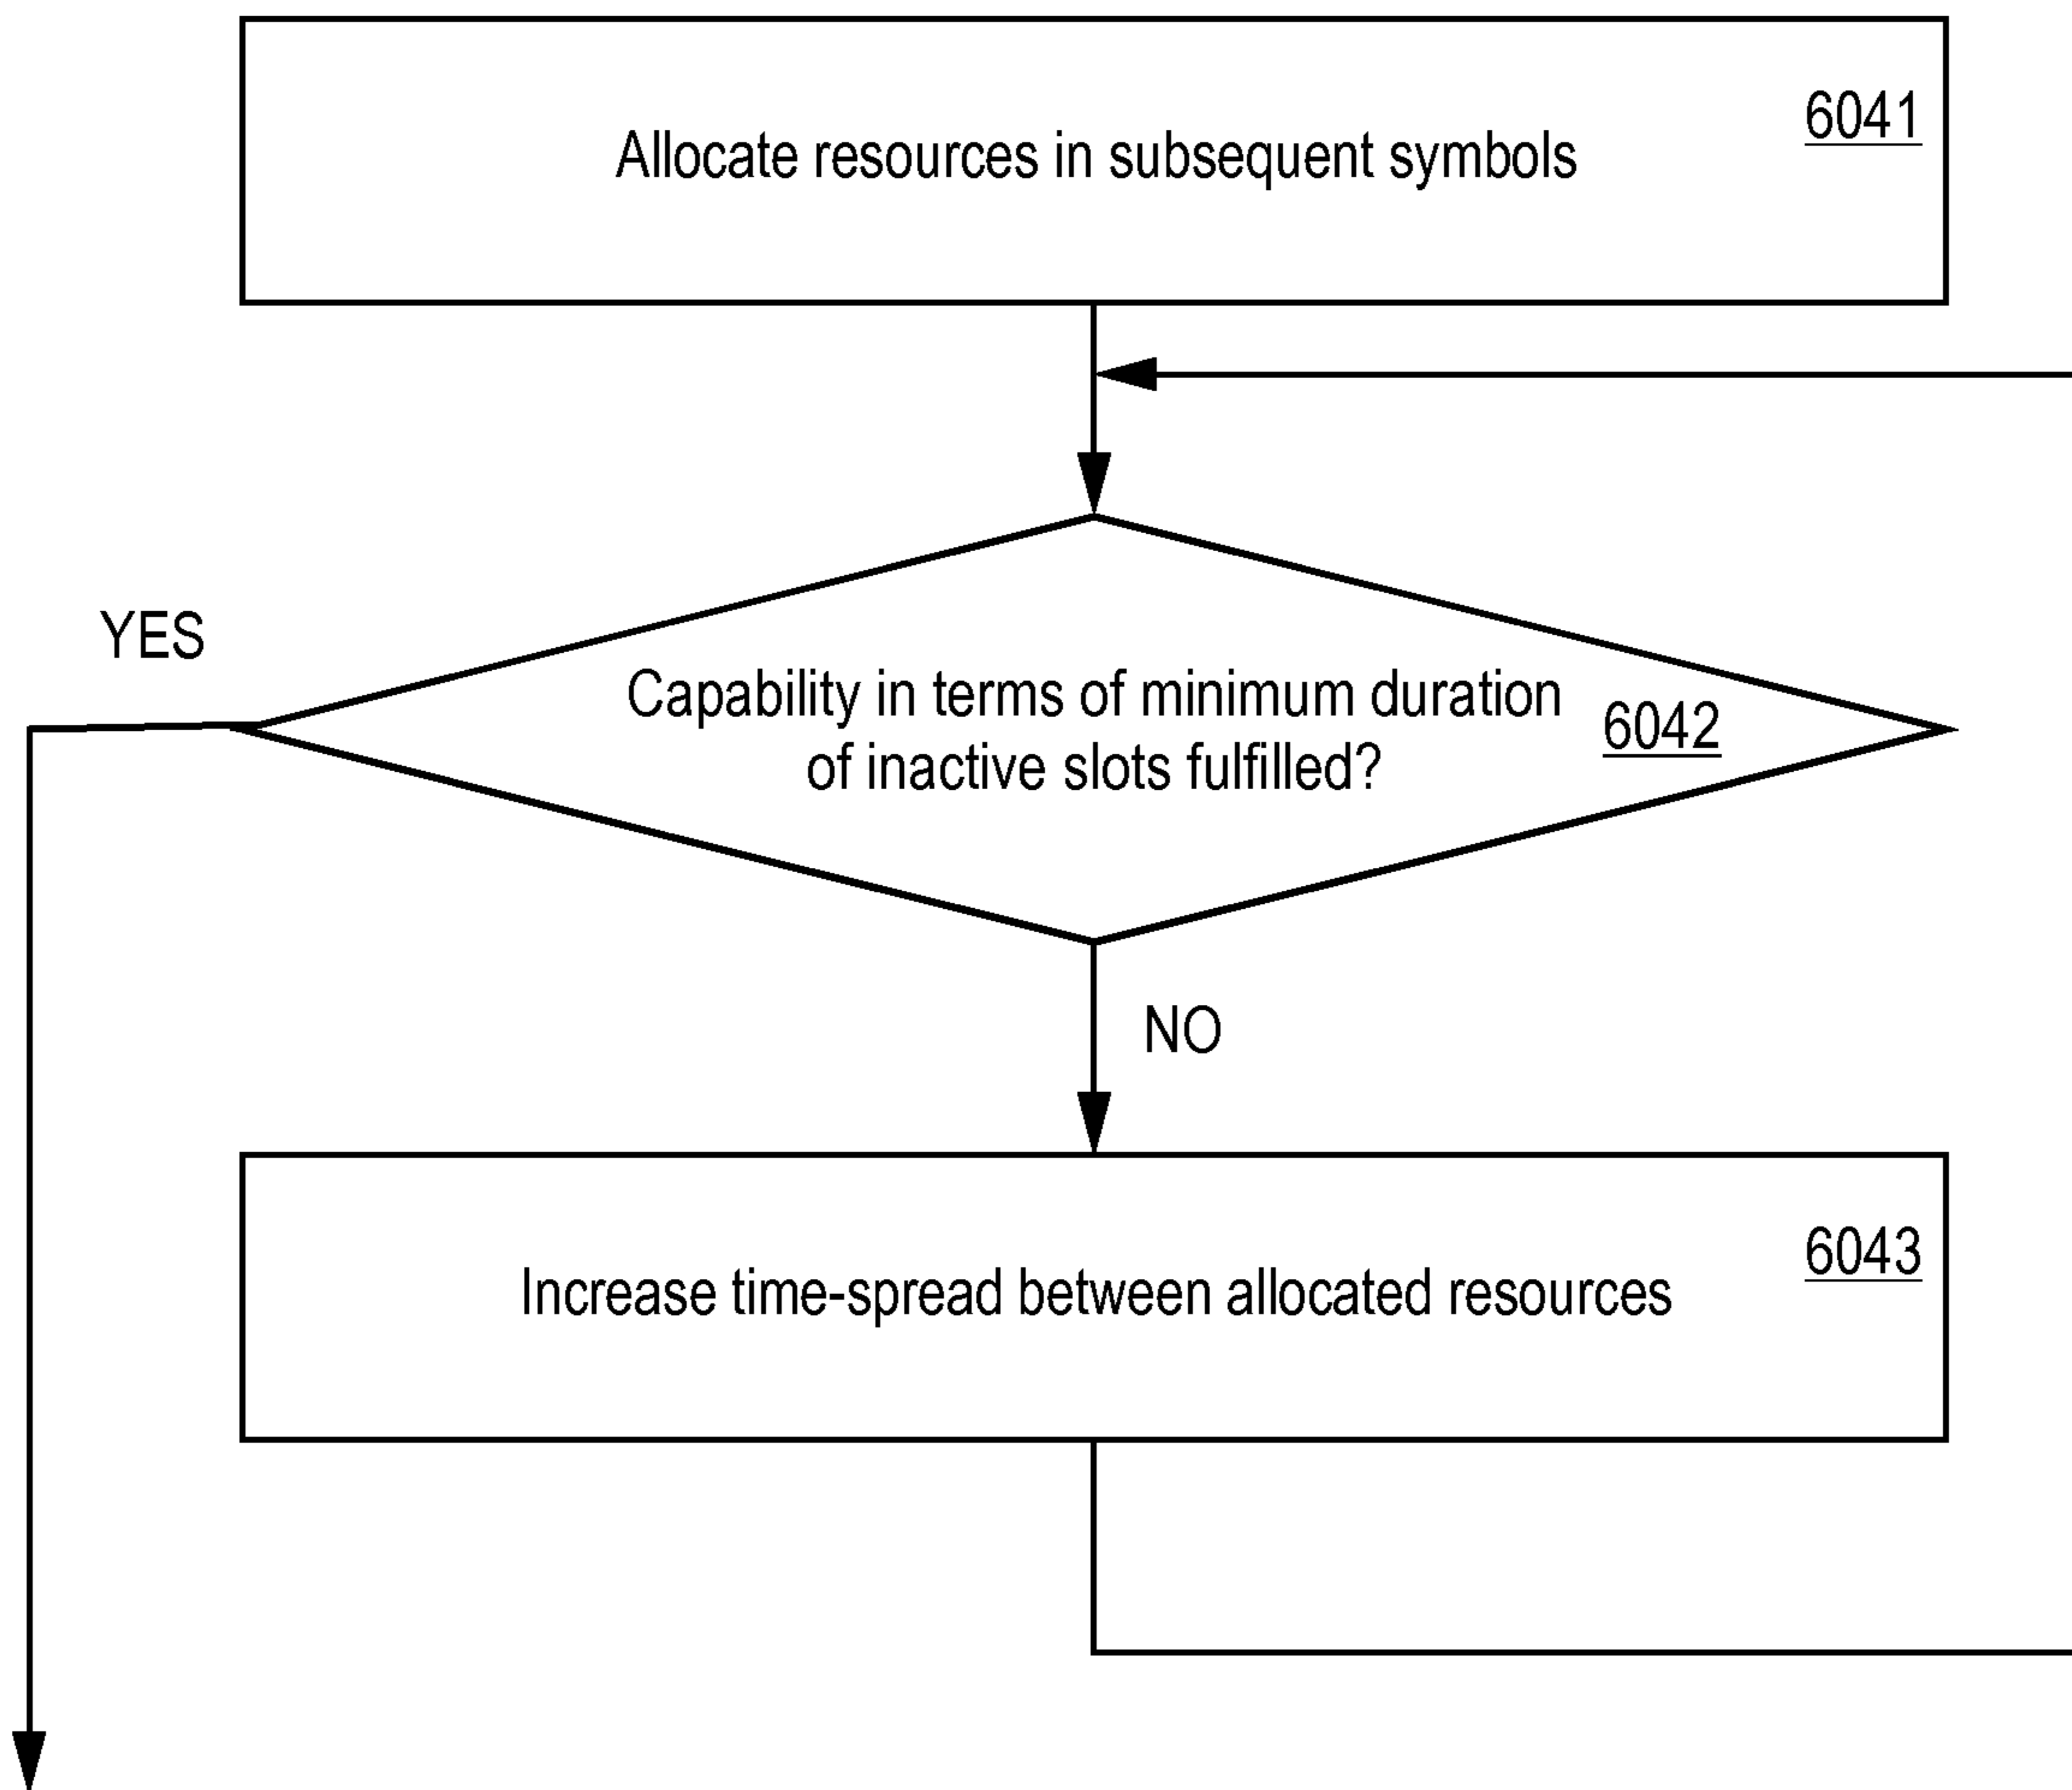 6041
Allocate resources in subsequent symbols
YES
Capability in terms of minimum duration
of inactive slots fulfilled?
6042
NO
6043
Increase time-spread between allocated resources